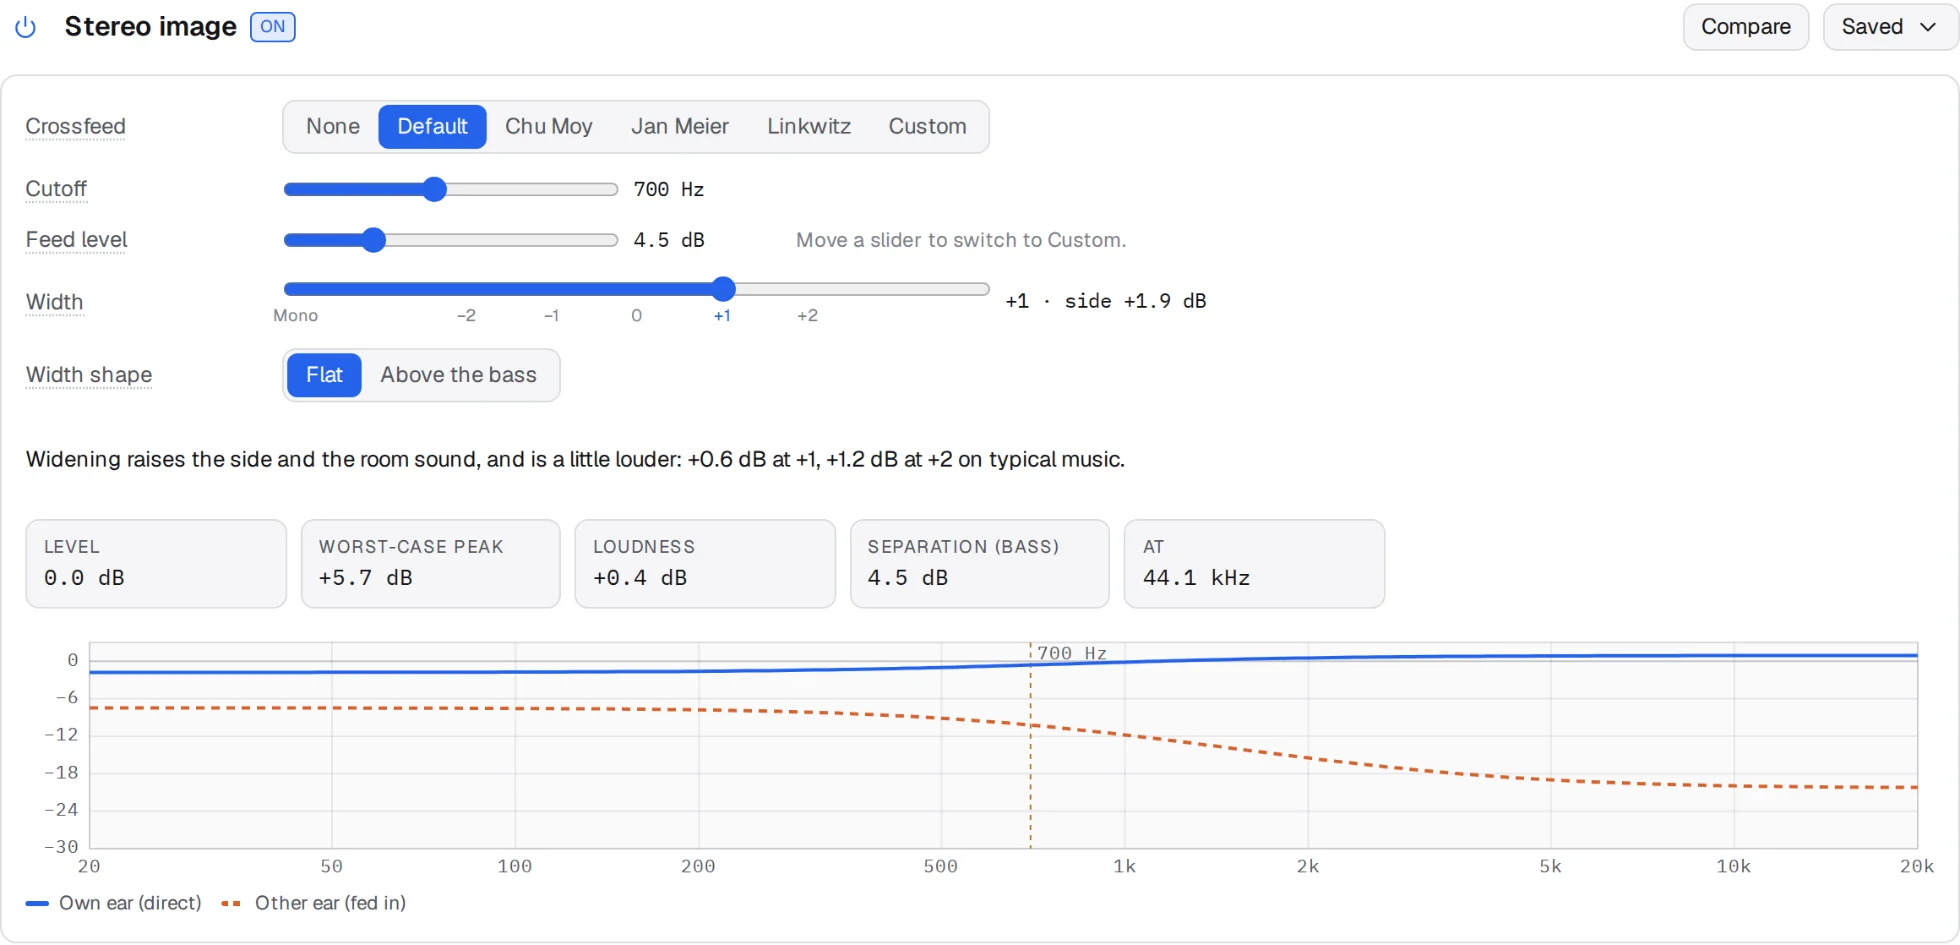 Stereo image ON Compare Saved
Crossfeed None Default Chu Moy Jan Meier Linkwitz Custom
Cutoff 700 Hz
Feed level 4.5 dB Move a slider to switch to Custom.
Width +1 · side +1.9 dB
Mono −2 −1 0 +1 +2
Width shape Flat Above the bass
Widening raises the side and the room sound, and is a little louder: +0.6 dB at +1, +1.2 dB at +2 on typical music.
LEVEL WORST-CASE PEAK LOUDNESS SEPARATION (BASS) AT
0.0 dB +5.7 dB +0.4 dB 4.5 dB 44.1 kHz
700 Hz
0
−6
−12
−18
−24
−30
20 50 100 200 500 1k 2k 5k 10k 20k
Own ear (direct) Other ear (fed in)